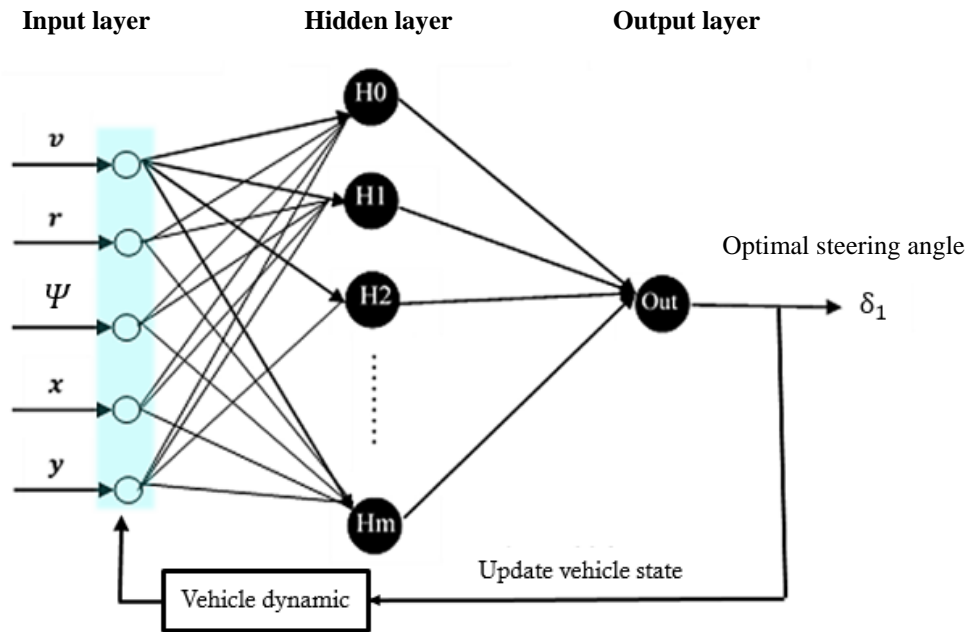 Input layer
Hidden layer
Output layer
v
r
Ψ
x
y
H0
H1
H2
Hm
Out
Optimal steering angle
δ1
Update vehicle state
Vehicle dynamic